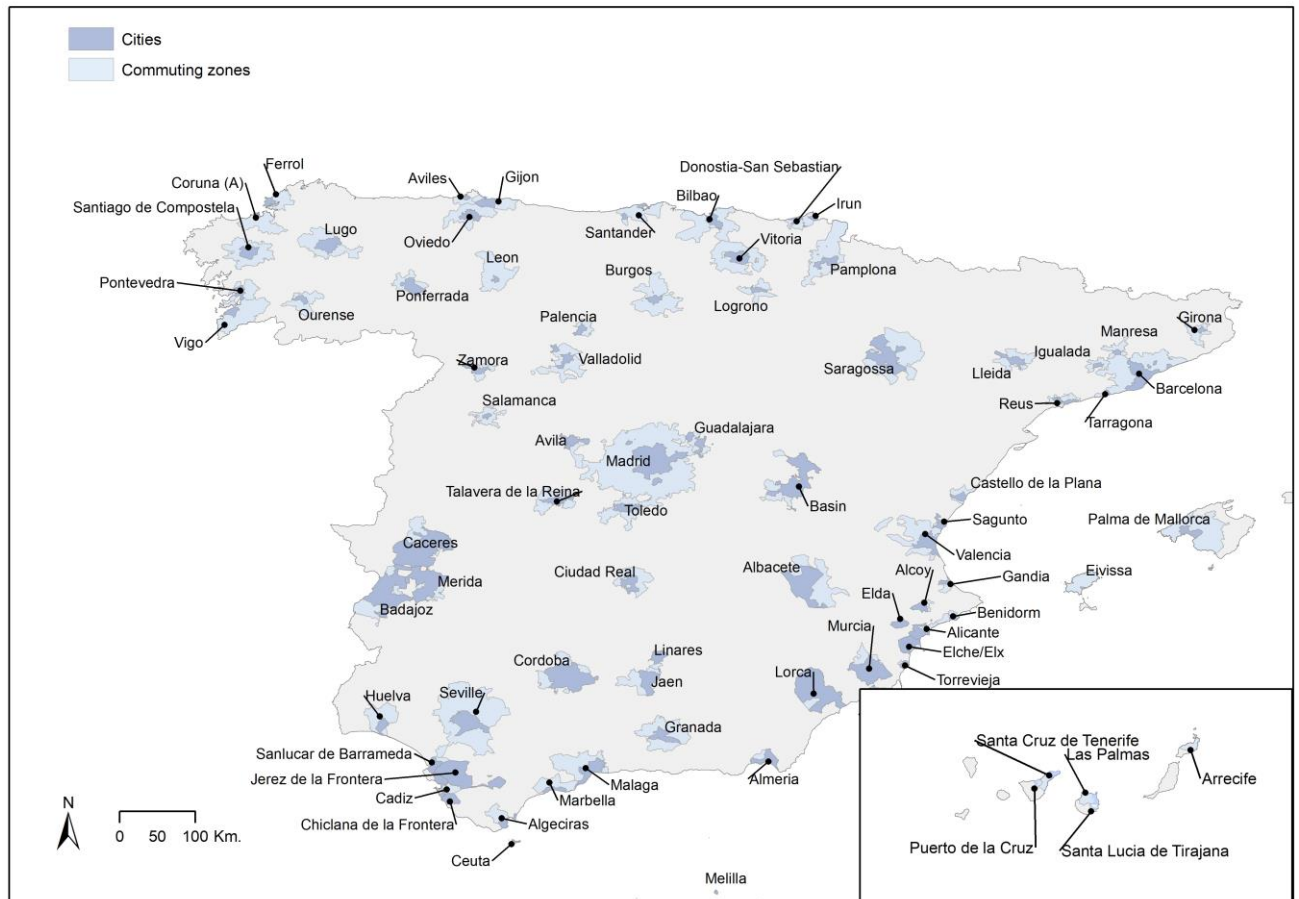 Cities
Commuting zones
Ferrol
Coruna (A)
Santiago de Compostela
Lugo
Aviles
Gijon
Oviedo
Donostia-San Sebastian
Bilbao
Irun
Santander
Vitoria
Pamplona
Leon
Burgos
Pontevedra
Ourense
Ponferrada
Logrono
Vigo
Palencia
Girona
Manresa
Igualada
Zamora
Valladolid
Saragossa
Lleida
Barcelona
Salamanca
Reus
Tarragona
Avila
Madrid
Guadalajara
Talavera de la Reina
Toledo
Basin
Castello de la Plana
Sagunto
Palma de Mallorca
Caceres
Valencia
Merida
Ciudad Real
Albacete
Alcoy
Gandia
Eivissa
Badajoz
Elda
Benidorm
Murcia
Alicante
Elche/Elx
Cordoba
Linares
Jaen
Lorca
Torrevieja
Huelva
Seville
Granada
Sanlucar de Barrameda
Jerez de la Frontera
Malaga
Almeria
Cadiz
Marbella
Chiclana de la Frontera
Algeciras
Ceuta
Melilla
N
0 50 100 Km.
Santa Cruz de Tenerife
Las Palmas
Arrecife
Puerto de la Cruz
Santa Lucia de Tirajana